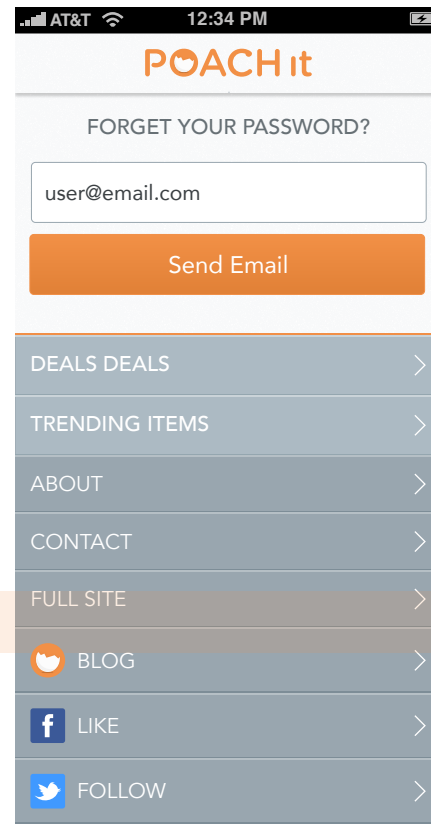 AT&T 12:34 PM
POACH it
FORGET YOUR PASSWORD?
user@email.com
Send Email
DEALS DEALS
TRENDING ITEMS
ABOUT
CONTACT
FULL SITE
BLOG
f LIKE
FOLLOW